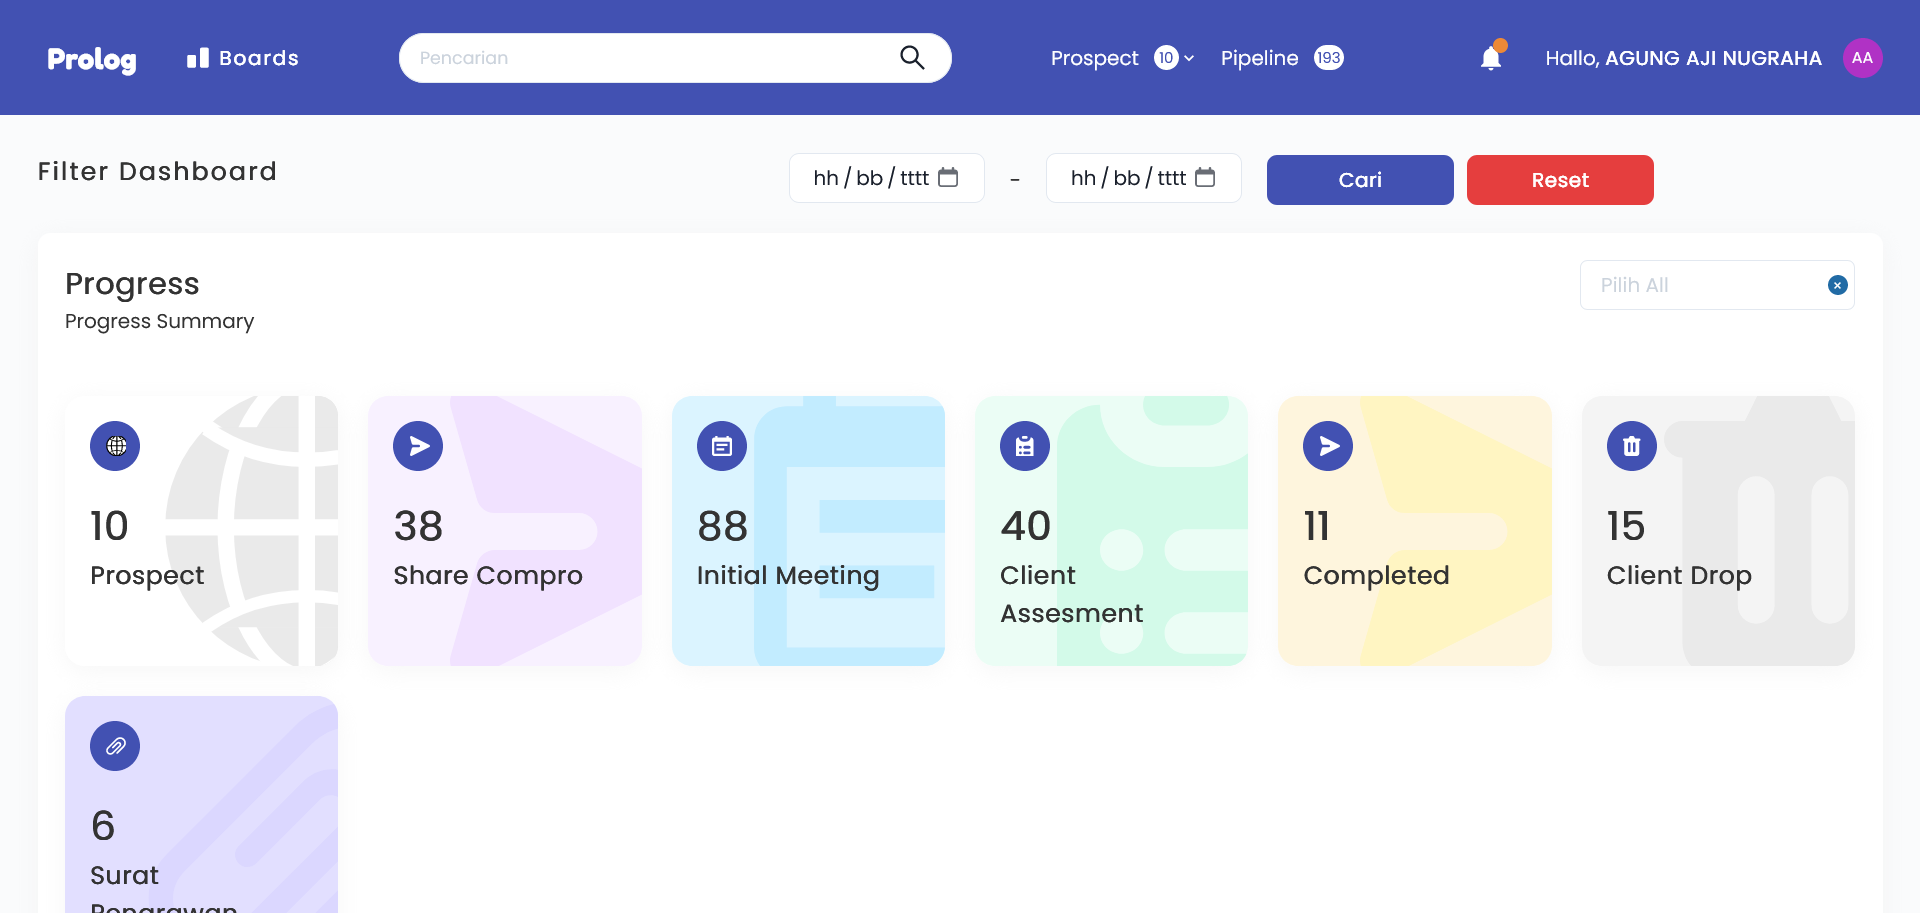 Prolog
Boards
Pencarian
Prospect 10
Pipeline 193
Hallo, AGUNG AJI NUGRAHA
AA
Filter Dashboard
hh / bb / tttt
-
hh / bb / tttt
Cari
Reset
Progress
Progress Summary
Pilih All
10
Prospect
38
Share Compro
88
Initial Meeting
40
Client
Assesment
11
Completed
15
Client Drop
6
Surat